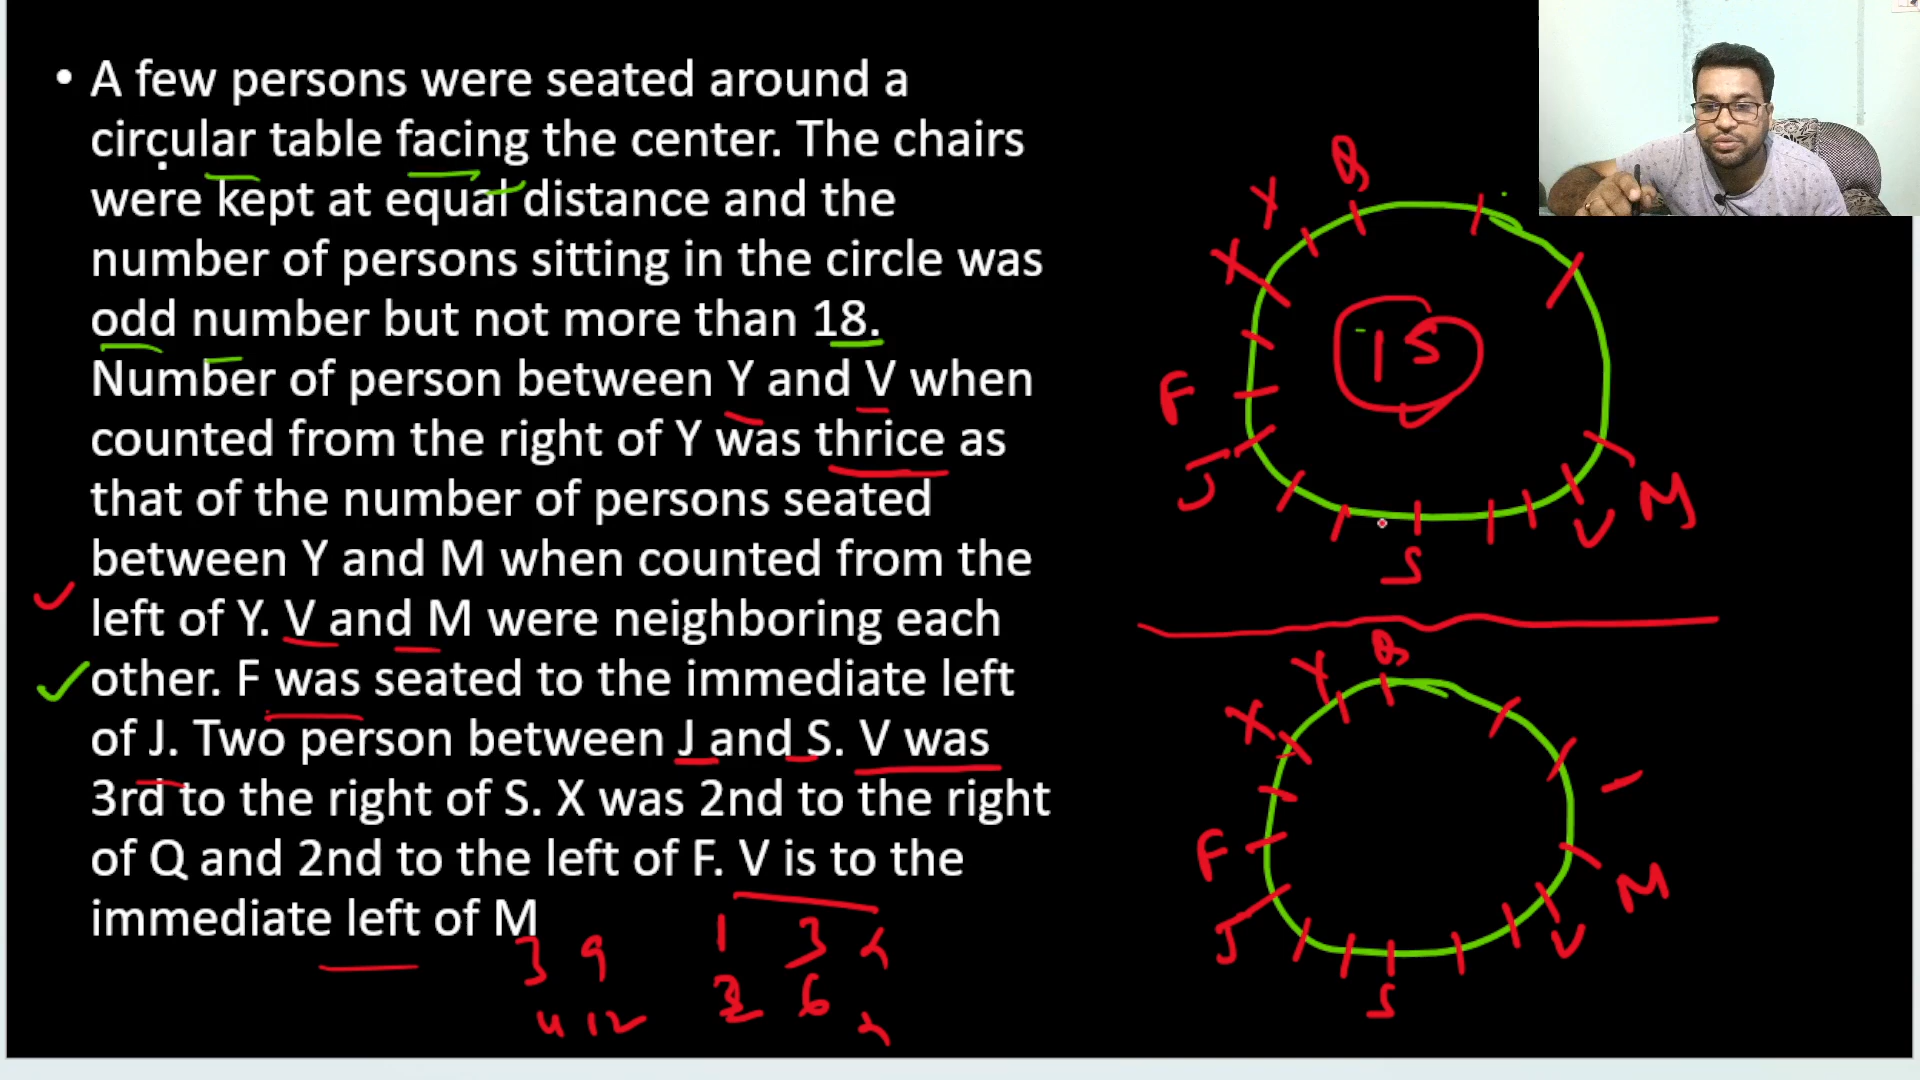 • A few persons were seated around a
circular table facing the center. The chairs
were kept at equal distance and the
number of persons sitting in the circle was
odd number but not more than 18.
Number of person between Y and V when
counted from the right of Y was thrice as
that of the number of persons seated
between Y and M when counted from the
left of Y. V and M were neighboring each
other. F was seated to the immediate left
of J. Two person between J and S. V was
3rd to the right of S. X was 2nd to the right
of Q and 2nd to the left of F. V is to the
immediate left of M
3 9
4 12
1 3
2 6
Y Q
X
15
F
J
M
V
S
Y Q
X
F
M
J
V
S